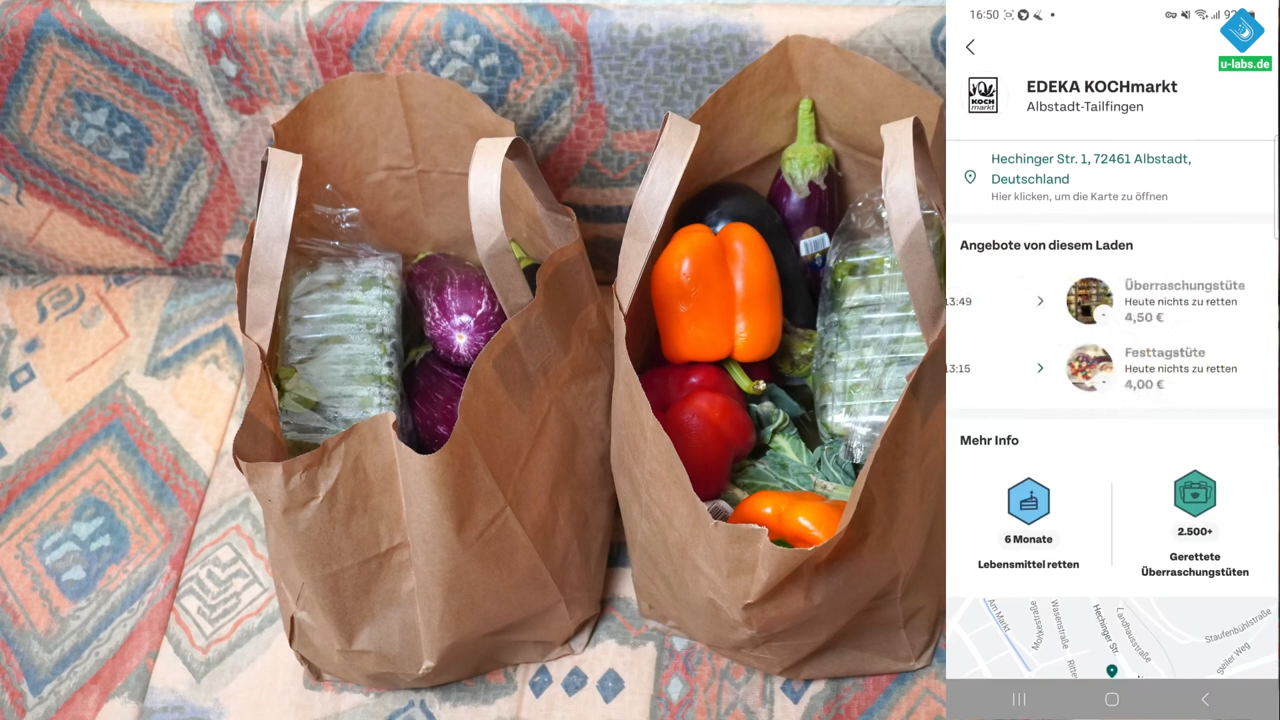 16:50
u-labs.de
KOCH
markt
EDEKA KOCHmarkt
Albstadt-Tailfingen
Hechinger Str. 1, 72461 Albstadt,
Deutschland
Hier klicken, um die Karte zu öffnen
Angebote von diesem Laden
13:49
Überraschungstüte
Heute nichts zu retten
4,50 €
13:15
Festtagstüte
Heute nichts zu retten
4,00 €
Mehr Info
6 Monate
Lebensmittel retten
2.500+
Gerettete
Überraschungstüten
Am Markt
Wasenstraße
Hechinger Str.
Landhausstraße
Staufenbühlstraße
Steiler Weg